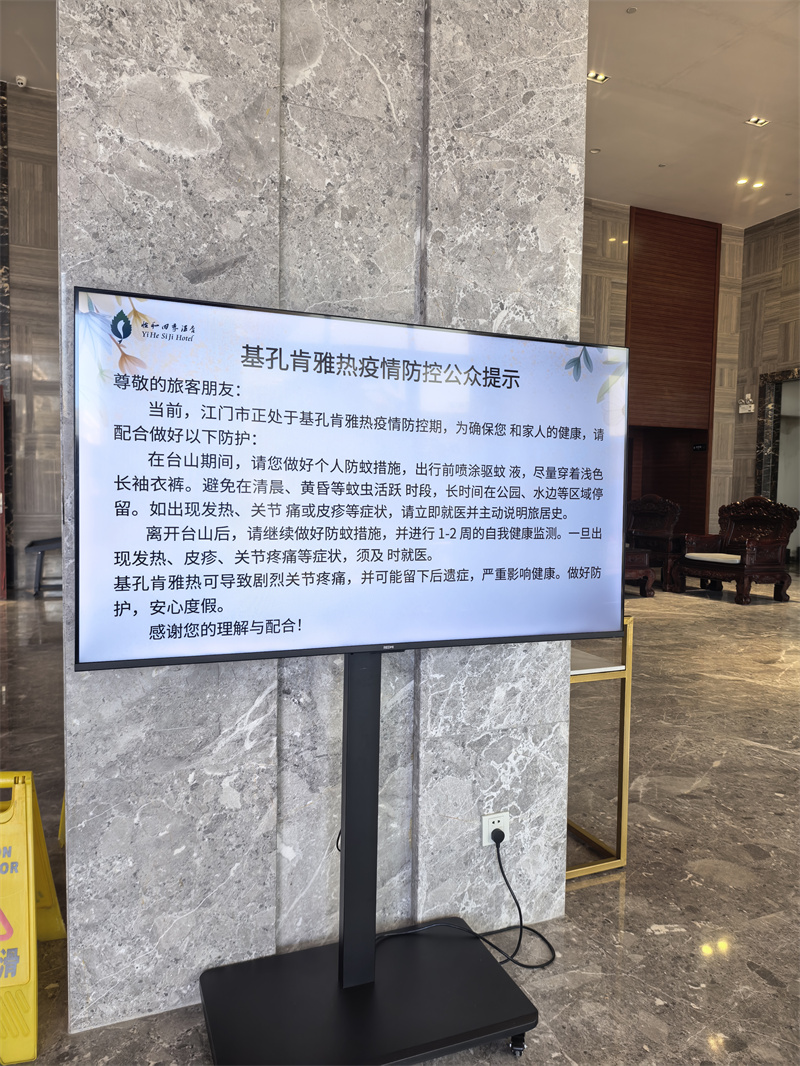 怡和四季酒店
YiHe SiJi Hotel
基孔肯雅热疫情防控公众提示
尊敬的旅客朋友：
当前，江门市正处于基孔肯雅热疫情防控期，为确保您 和家人的健康，请
配合做好以下防护：
在台山期间，请您做好个人防蚊措施，出行前喷涂驱蚊 液，尽量穿着浅色
长袖衣裤。避免在清晨、黄昏等蚊虫活跃 时段，长时间在公园、水边等区域停
留。如出现发热、关节 痛或皮疹等症状，请立即就医并主动说明旅居史。
离开台山后，请继续做好防蚊措施，并进行 1-2 周的自我健康监测。一旦出
现发热、皮疹、关节疼痛等症状，须及 时就医。
基孔肯雅热可导致剧烈关节疼痛，并可能留下后遗症，严重影响健康。做好防
护，安心度假。
感谢您的理解与配合！
ON
OR
滑